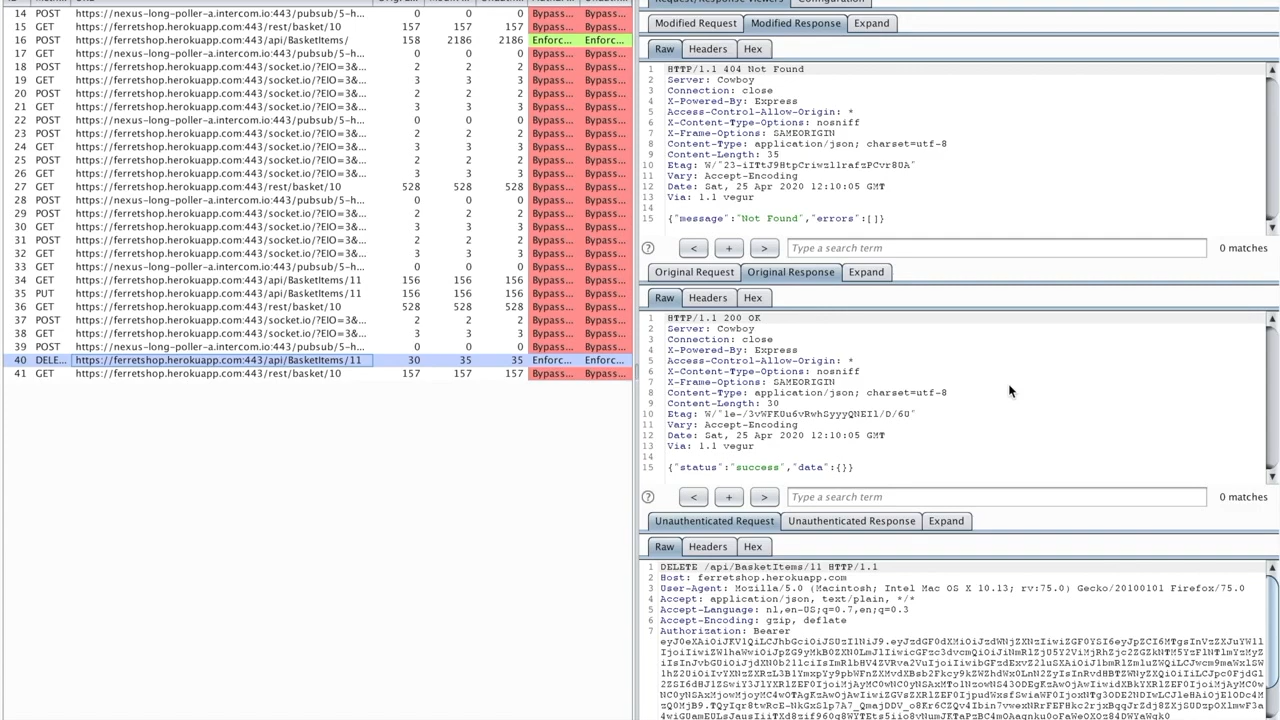 Modified Request Modified Response Expand
Raw Headers Hex
1 HTTP/1.1 404 Not Found
2 Server: Cowboy
3 Connection: close
4 X-Powered-By: Express
5 Access-Control-Allow-Origin: *
6 X-Content-Type-Options: nosniff
7 X-Frame-Options: SAMEORIGIN
8 Content-Type: application/json; charset=utf-8
9 Content-Length: 35
10 Etag:
11 Vary: Accept-Encoding
12 Date: Sat, 25 Apr 2020 12:10:05 GMT
13 Via: 1.1 vegur
14
15 {"message":"Not Found","errors":[]}
? < + > Type a search term 0 matches
Original Request Original Response Expand
Raw Headers Hex
1 HTTP/1.1 200 OK
2 Server: Cowboy
3 Connection: close
4 X-Powered-By: Express
5 Access-Control-Allow-Origin: *
6 X-Content-Type-Options: nosniff
7 X-Frame-Options: SAMEORIGIN
8 Content-Type: application/json; charset=utf-8
9 Content-Length: 30
10 Etag:
11 Vary: Accept-Encoding
12 Date: Sat, 25 Apr 2020 12:10:05 GMT
13 Via: 1.1 vegur
14
15 {"status":"success","data":{}}
? < + > Type a search term 0 matches
Unauthenticated Request Unauthenticated Response Expand
Raw Headers Hex
1 DELETE /api/BasketItems/11 HTTP/1.1
2 Host: ferretshop.herokuapp.com
3 User-Agent: Mozilla/5.0 (Macintosh; Intel Mac OS X 10.13; rv:75.0) Gecko/20100101 Firefox/75.0
4 Accept: application/json, text/plain, */*
5 Accept-Language: nl,en-US;q=0.7,en;q=0.3
6 Accept-Encoding: gzip, deflate
7 Authorization: Bearer
14 POST https://nexus-long-poller-a.intercom.io:443/pubsub/5-h... 0 0 0 Bypass... Bypass...
15 GET https://ferretshop.herokuapp.com:443/rest/basket/10 157 157 157 Bypass... Bypass...
16 POST https://ferretshop.herokuapp.com:443/api/BasketItems/ 158 2186 2186 Enforc... Enforc...
17 GET https://nexus-long-poller-a.intercom.io:443/pubsub/5-h... 0 0 0 Bypass... Bypass...
18 POST https://ferretshop.herokuapp.com:443/socket.io/?EIO=3&... 2 2 2 Bypass... Bypass...
19 GET https://ferretshop.herokuapp.com:443/socket.io/?EIO=3&... 3 3 3 Bypass... Bypass...
20 POST https://ferretshop.herokuapp.com:443/socket.io/?EIO=3&... 2 2 2 Bypass... Bypass...
21 GET https://ferretshop.herokuapp.com:443/socket.io/?EIO=3&... 3 3 3 Bypass... Bypass...
22 POST https://nexus-long-poller-a.intercom.io:443/pubsub/5-h... 0 0 0 Bypass... Bypass...
23 POST https://ferretshop.herokuapp.com:443/socket.io/?EIO=3&... 2 2 2 Bypass... Bypass...
24 GET https://ferretshop.herokuapp.com:443/socket.io/?EIO=3&... 3 3 3 Bypass... Bypass...
25 POST https://ferretshop.herokuapp.com:443/socket.io/?EIO=3&... 2 2 2 Bypass... Bypass...
26 GET https://ferretshop.herokuapp.com:443/socket.io/?EIO=3&... 3 3 3 Bypass... Bypass...
27 GET https://ferretshop.herokuapp.com:443/rest/basket/10 528 528 528 Bypass... Bypass...
28 POST https://nexus-long-poller-a.intercom.io:443/pubsub/5-h... 0 0 0 Bypass... Bypass...
29 POST https://ferretshop.herokuapp.com:443/socket.io/?EIO=3&... 2 2 2 Bypass... Bypass...
30 GET https://ferretshop.herokuapp.com:443/socket.io/?EIO=3&... 3 3 3 Bypass... Bypass...
31 POST https://ferretshop.herokuapp.com:443/socket.io/?EIO=3&... 2 2 2 Bypass... Bypass...
32 GET https://ferretshop.herokuapp.com:443/socket.io/?EIO=3&... 3 3 3 Bypass... Bypass...
33 GET https://nexus-long-poller-a.intercom.io:443/pubsub/5-h... 0 0 0 Bypass... Bypass...
34 GET https://ferretshop.herokuapp.com:443/api/BasketItems/11 156 156 156 Bypass... Bypass...
35 PUT https://ferretshop.herokuapp.com:443/api/BasketItems/11 156 156 156 Bypass... Bypass...
36 GET https://ferretshop.herokuapp.com:443/rest/basket/10 528 528 528 Bypass... Bypass...
37 POST https://ferretshop.herokuapp.com:443/socket.io/?EIO=3&... 2 2 2 Bypass... Bypass...
38 GET https://ferretshop.herokuapp.com:443/socket.io/?EIO=3&... 3 3 3 Bypass... Bypass...
39 POST https://nexus-long-poller-a.intercom.io:443/pubsub/5-h... 0 0 0 Bypass... Bypass...
40 DELE... https://ferretshop.herokuapp.com:443/api/BasketItems/11 30 35 35 Enforc... Enforc...
41 GET https://ferretshop.herokuapp.com:443/rest/basket/10 157 157 157 Bypass... Bypass...